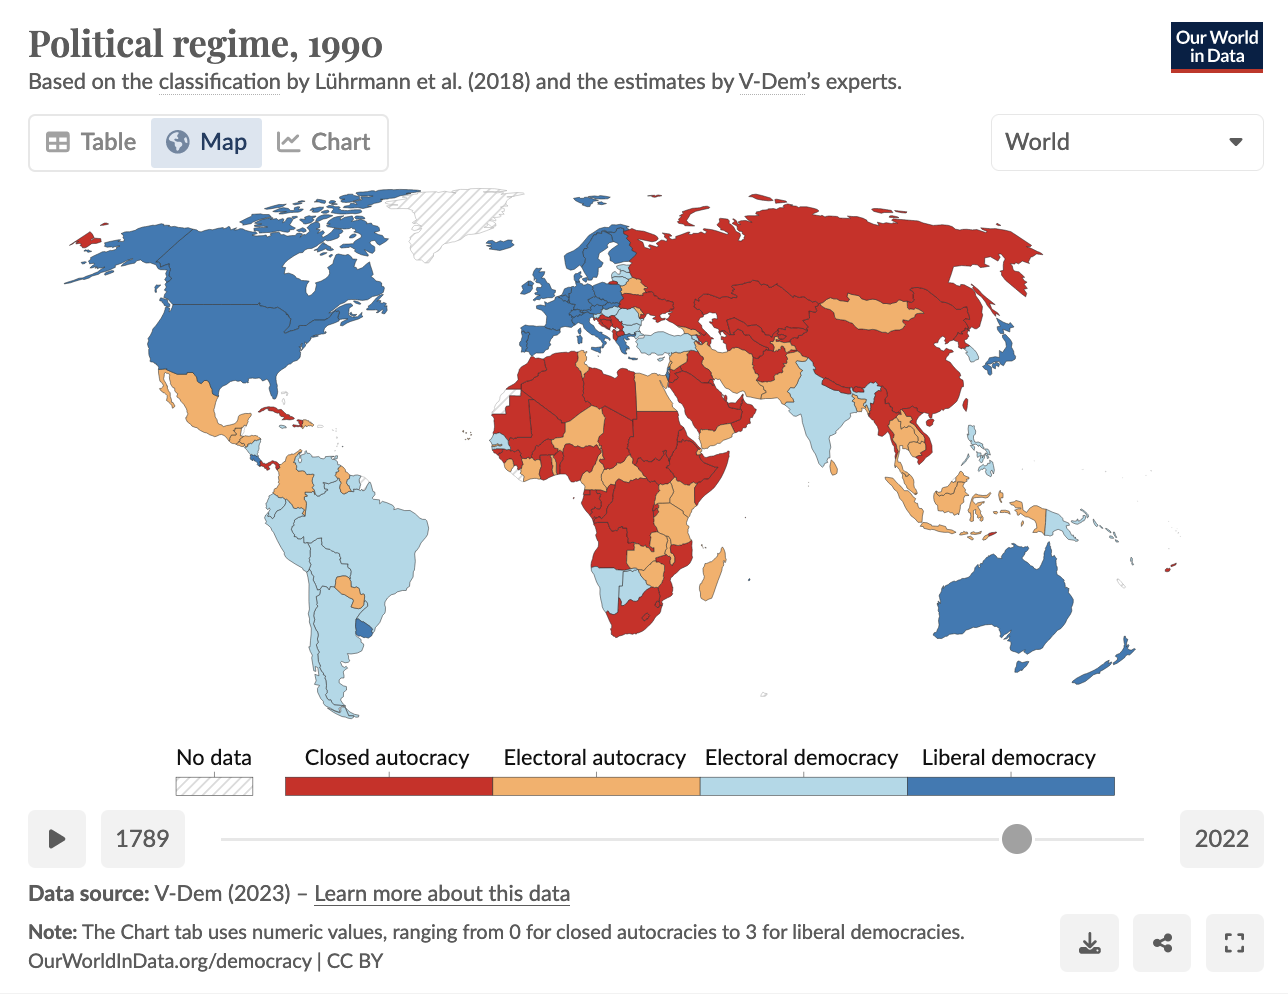 Political regime, 1990
Our World
in Data
Based on the classification by Lührmann et al. (2018) and the estimates by V-Dem's experts.
Table Map Chart
World
No data Closed autocracy Electoral autocracy Electoral democracy Liberal democracy
1789 2022
Data source: V-Dem (2023) – Learn more about this data
Note: The Chart tab uses numeric values, ranging from 0 for closed autocracies to 3 for liberal democracies.
OurWorldInData.org/democracy | CC BY